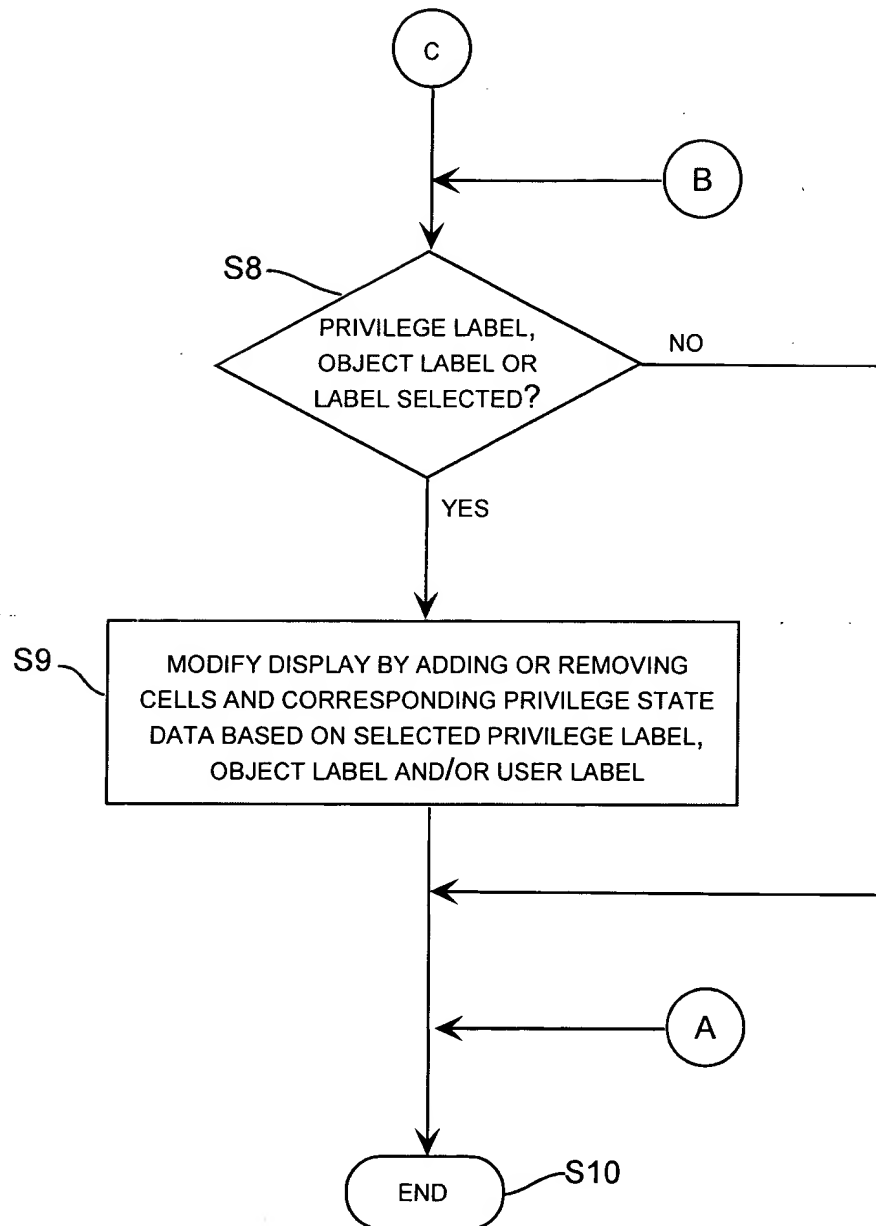 C
B
S8
PRIVILEGE LABEL,
OBJECT LABEL OR
LABEL SELECTED?
NO
YES
S9
MODIFY DISPLAY BY ADDING OR REMOVING
CELLS AND CORRESPONDING PRIVILEGE STATE
DATA BASED ON SELECTED PRIVILEGE LABEL,
OBJECT LABEL AND/OR USER LABEL
A
END
S10